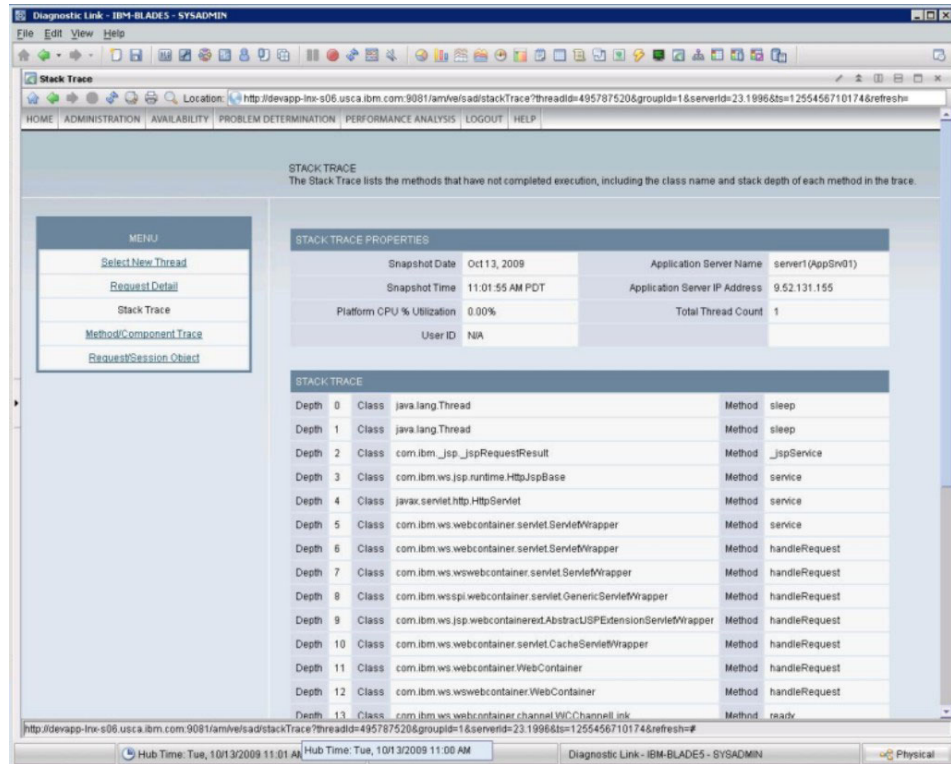 Diagnostic Link - IBM-BLADE5 - SYSADMIN
File Edit View Help
Stack Trace
Location: http://devapp-lnx-s06.usca.ibm.com:9081/am/ve/sad/stackTrace?threadId=495787520&groupId=1&serverId=23.1996&ts=1255456710174&refresh=
HOME ADMINISTRATION AVAILABILITY PROBLEM DETERMINATION PERFORMANCE ANALYSIS LOGOUT HELP
STACK TRACE
The Stack Trace lists the methods that have not completed execution, including the class name and stack depth of each method in the trace.
MENU
Select New Thread
Request Detail
Stack Trace
Method/Component Trace
Request/Session Object
STACK TRACE PROPERTIES
Snapshot Date Oct 13, 2009 Application Server Name server1(AppSrv01)
Snapshot Time 11:01:55 AM PDT Application Server IP Address 9.52.131.155
Platform CPU % Utilization 0.00% Total Thread Count 1
User ID N/A
STACK TRACE
Depth 0 Class java.lang.Thread Method sleep
Depth 1 Class java.lang.Thread Method sleep
Depth 2 Class com.ibm._jsp._jspRequestResult Method _jspService
Depth 3 Class com.ibm.ws.jsp.runtime.HttpJspBase Method service
Depth 4 Class javax.servlet.http.HttpServlet Method service
Depth 5 Class com.ibm.ws.webcontainer.servlet.ServletWrapper Method service
Depth 6 Class com.ibm.ws.webcontainer.servlet.ServletWrapper Method handleRequest
Depth 7 Class com.ibm.ws.wswebcontainer.servlet.ServletWrapper Method handleRequest
Depth 8 Class com.ibm.wsspi.webcontainer.servlet.GenericServletWrapper Method handleRequest
Depth 9 Class com.ibm.ws.jsp.webcontainerext.AbstractJSPExtensionServletWrapper Method handleRequest
Depth 10 Class com.ibm.ws.webcontainer.servlet.CacheServletWrapper Method handleRequest
Depth 11 Class com.ibm.ws.webcontainer.WebContainer Method handleRequest
Depth 12 Class com.ibm.ws.wswebcontainer.WebContainer Method handleRequest
Depth 13 Class com.ibm.ws.webcontainer.channel.WCChannelLink Method ready
http://devapp-lnx-s06.usca.ibm.com:9081/am/ve/sad/stackTrace?threadId=495787520&groupId=1&serverId=23.1996&ts=1255456710174&refresh=#
Hub Time: Tue, 10/13/2009 11:01 AM Hub Time: Tue, 10/13/2009 11:00 AM Diagnostic Link - IBM-BLADE5 - SYSADMIN Physical